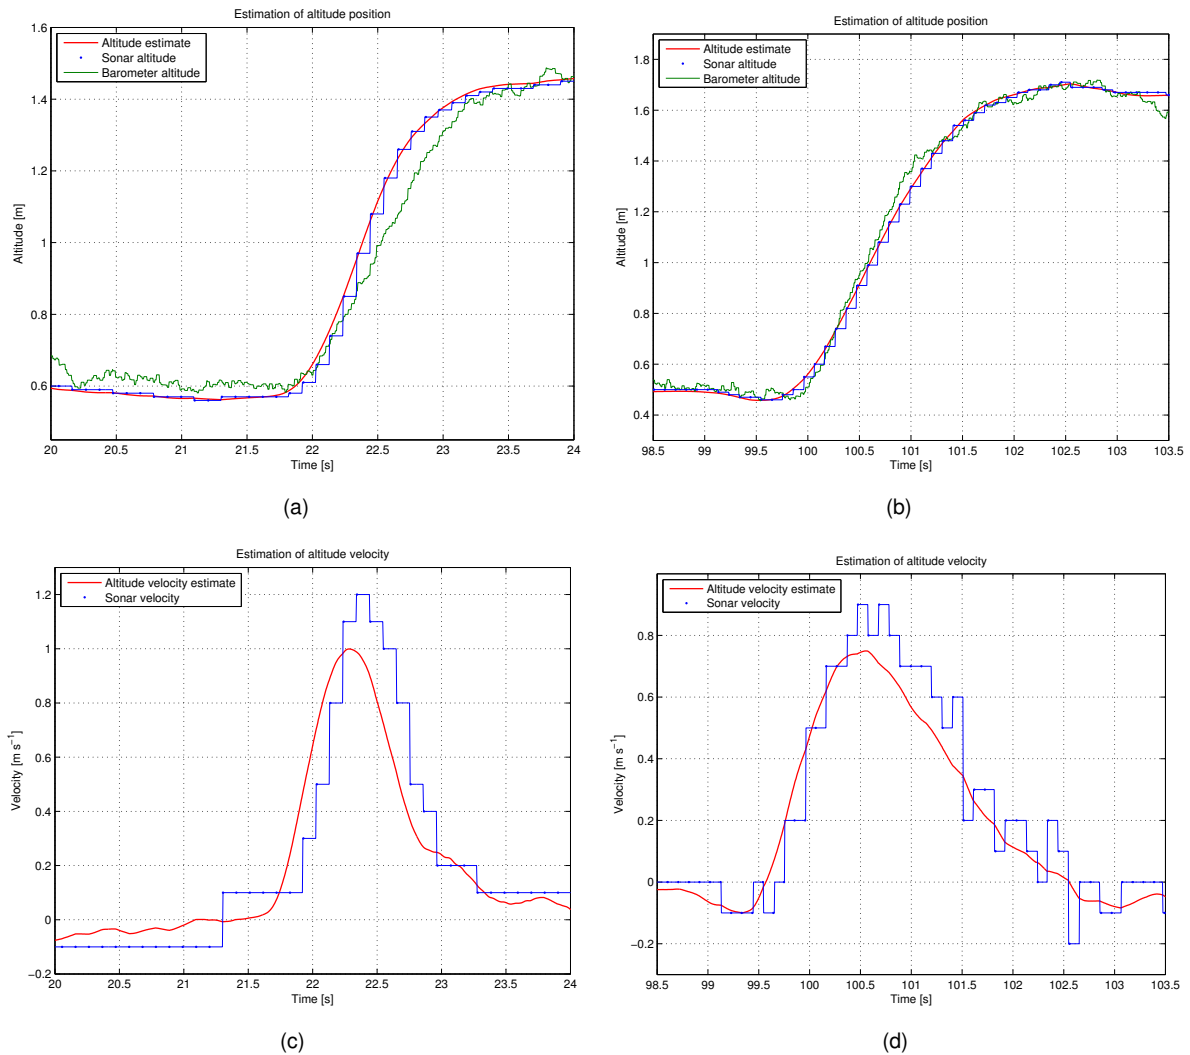 Estimation of altitude position
Altitude estimate
Sonar altitude
Barometer altitude
1.6
1.4
1.2
1
0.8
0.6
Altitude [m]
20 20.5 21 21.5 22 22.5 23 23.5 24
Time [s]
(a)
Estimation of altitude position
Altitude estimate
Sonar altitude
Barometer altitude
1.8
1.6
1.4
1.2
1
0.8
0.6
0.4
Altitude [m]
98.5 99 99.5 100 100.5 101 101.5 102 102.5 103 103.5
Time [s]
(b)
Estimation of altitude velocity
Altitude velocity estimate
Sonar velocity
1.2
1
0.8
0.6
0.4
0.2
0
−0.2
Velocity [m s⁻¹]
20 20.5 21 21.5 22 22.5 23 23.5 24
Time [s]
(c)
Estimation of altitude velocity
Altitude velocity estimate
Sonar velocity
0.8
0.6
0.4
0.2
0
−0.2
Velocity [m s⁻¹]
98.5 99 99.5 100 100.5 101 101.5 102 102.5 103 103.5
Time [s]
(d)